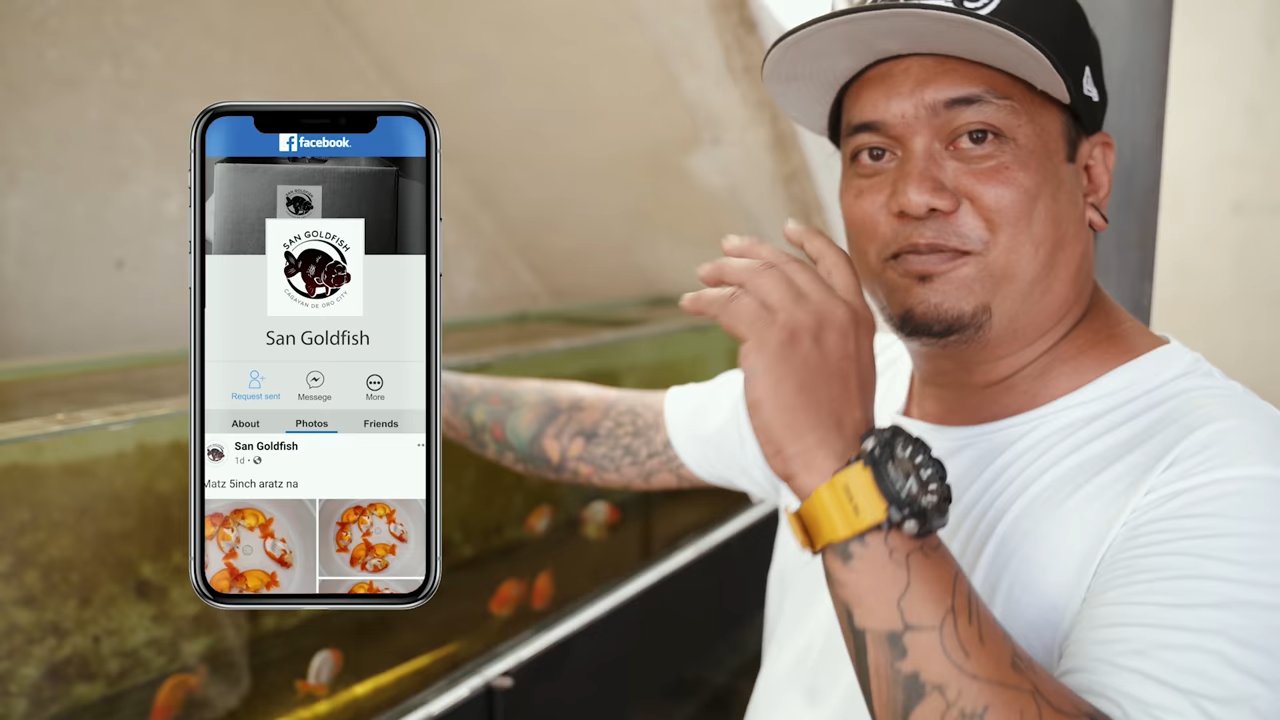 facebook.
SAN GOLDFISH
CAGAYAN DE ORO CITY
San Goldfish
Request sent
Messege
More
About
Photos
Friends
San Goldfish
1d
Matz 5inch aratz na